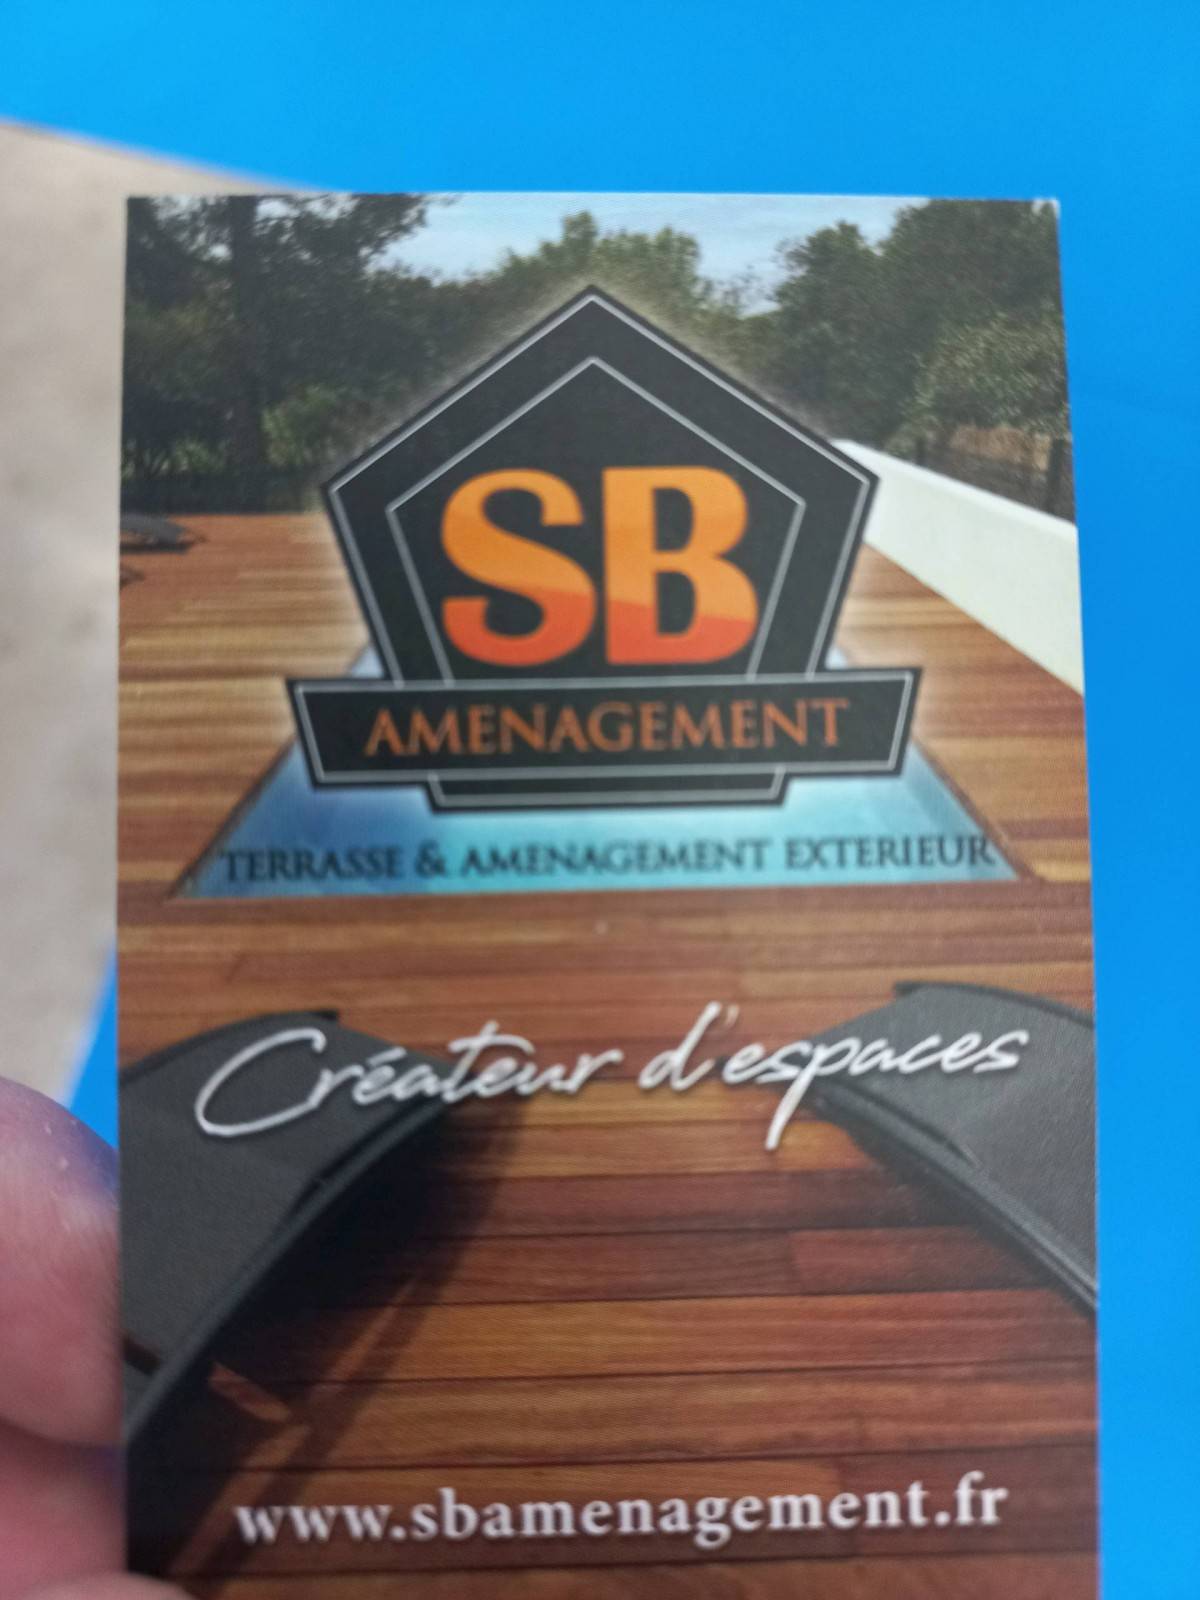 SB
AMENAGEMENT
TERRASSE & AMENAGEMENT EXTERIEUR
Créateur d'espaces
www.sbamenagement.fr